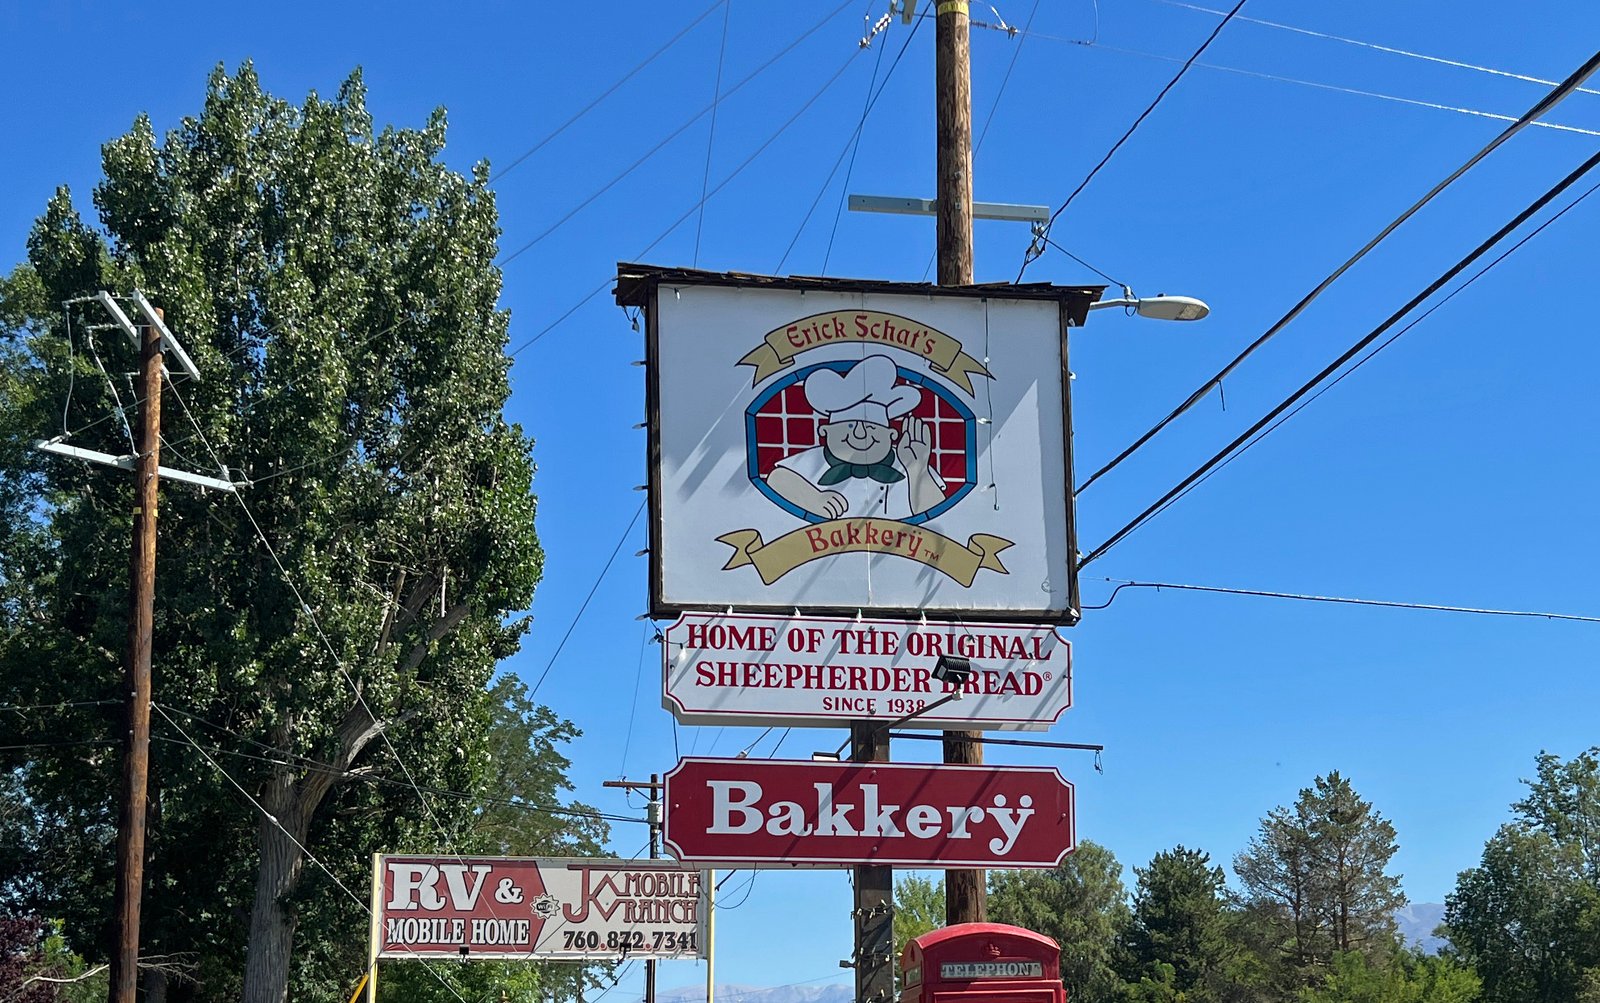 Erick Schat's
Bakkerÿ™
HOME OF THE ORIGINAL
SHEEPHERDER BREAD®
SINCE 1938
Bakkerÿ
RV &
MOBILE HOME
JK MOBILE
RANCH
760.872.7341
TELEPHONE